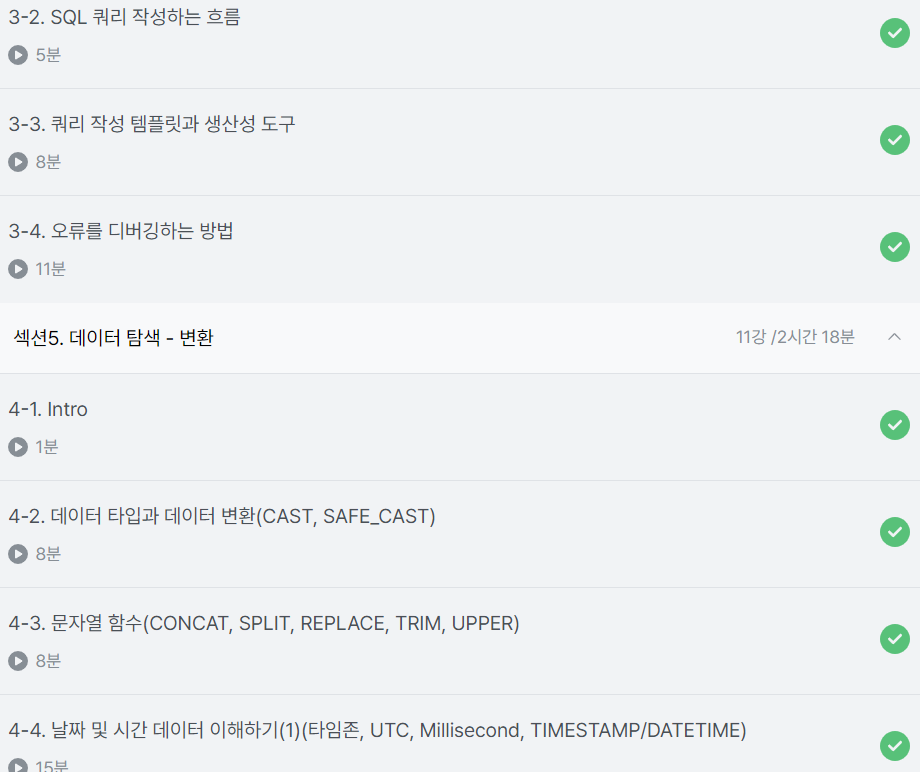 3-2. SQL 쿼리 작성하는 흐름
5분
3-3. 쿼리 작성 템플릿과 생산성 도구
8분
3-4. 오류를 디버깅하는 방법
11분
섹션5. 데이터 탐색 - 변환 11강 /2시간 18분
4-1. Intro
1분
4-2. 데이터 타입과 데이터 변환(CAST, SAFE_CAST)
8분
4-3. 문자열 함수(CONCAT, SPLIT, REPLACE, TRIM, UPPER)
8분
4-4. 날짜 및 시간 데이터 이해하기(1)(타임존, UTC, Millisecond, TIMESTAMP/DATETIME)
15분